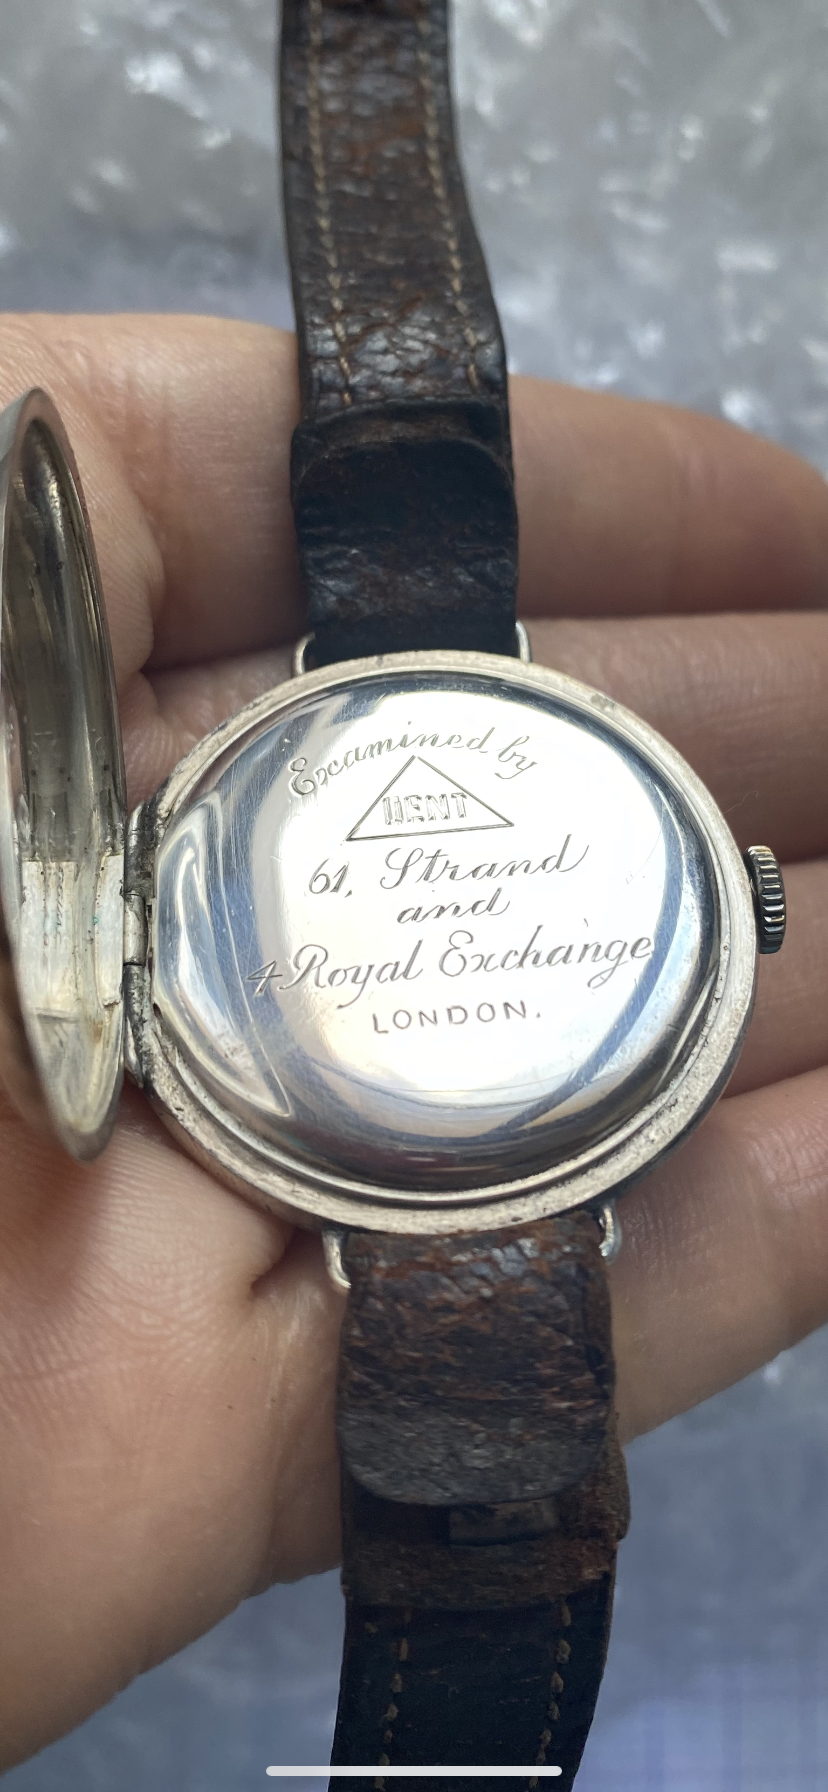 Examined by
DENT
61, Strand
and
4 Royal Exchange
LONDON.